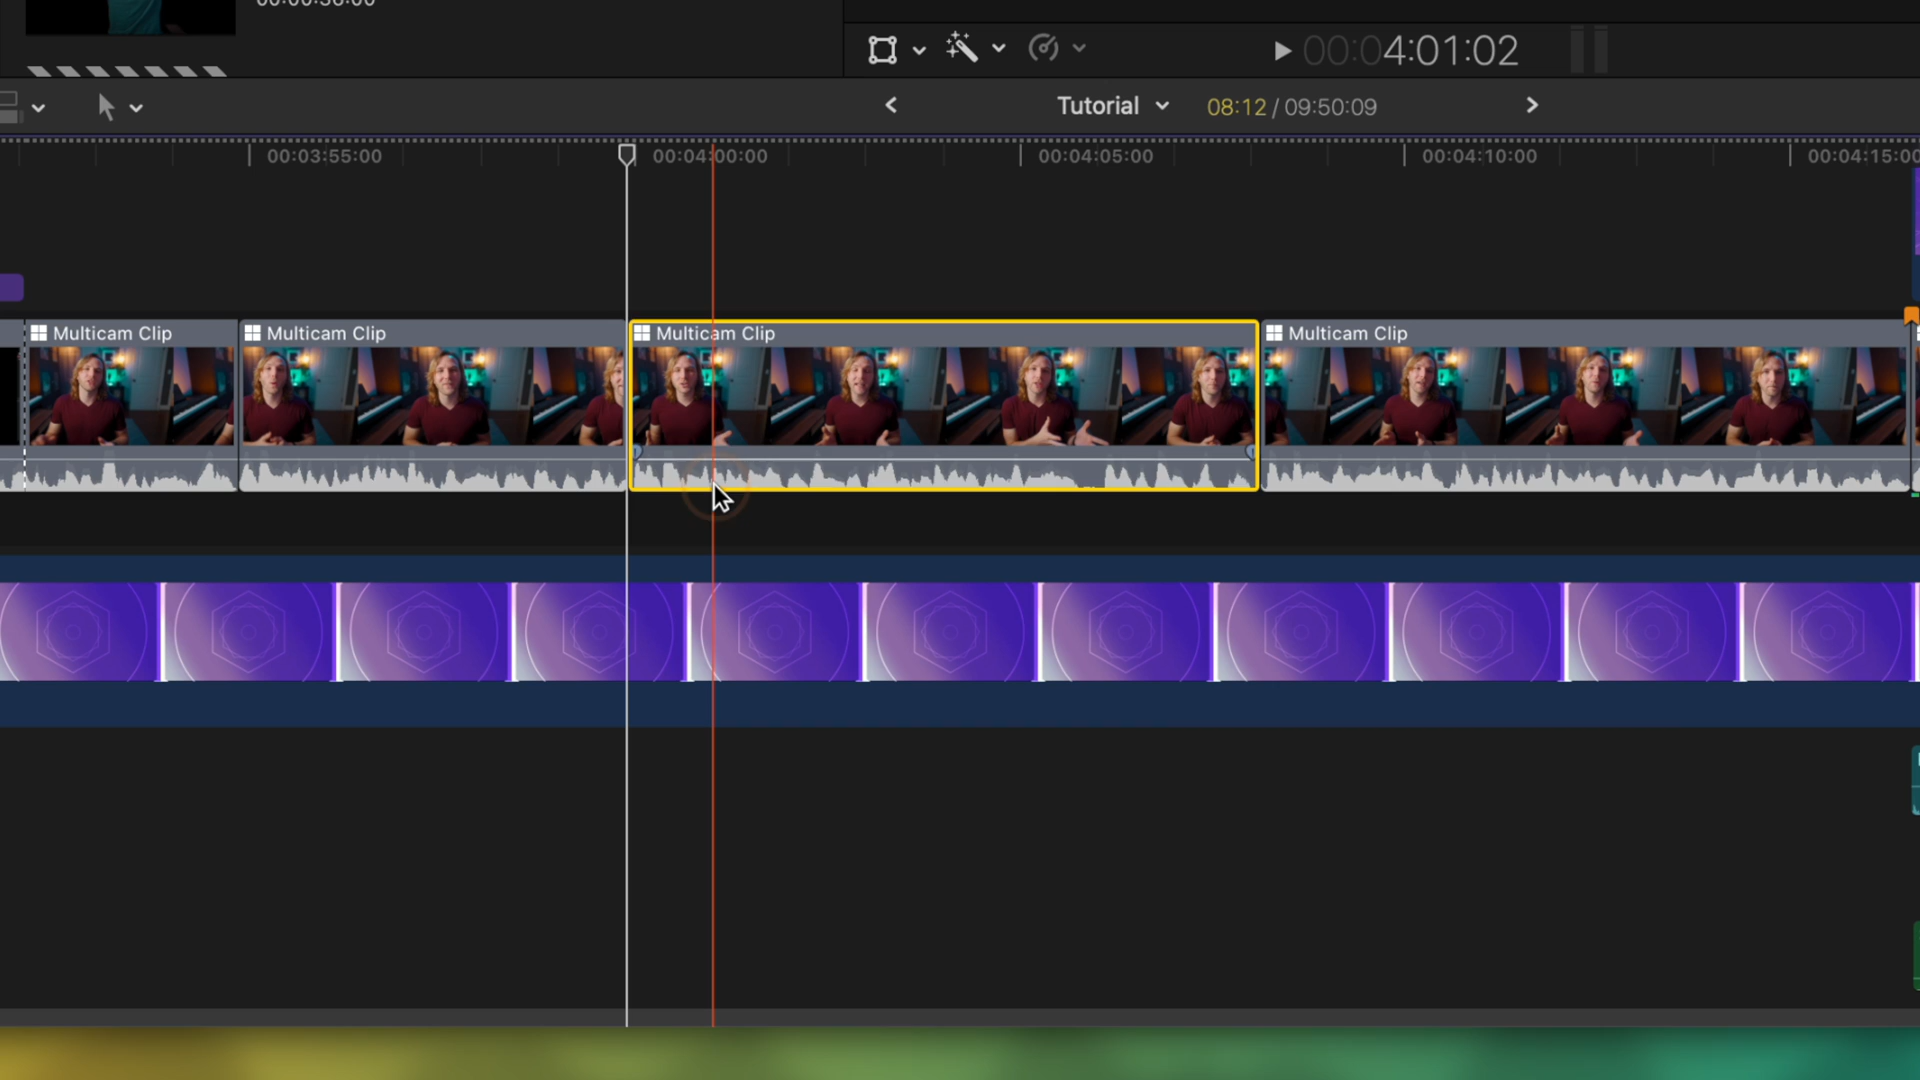 00:00:36:00
00:04:01:02
Tutorial 08:12 / 09:50:09
00:03:55:00 00:04:00:00 00:04:05:00 00:04:10:00 00:04:15:00
Multicam Clip Multicam Clip Multicam Clip Multicam Clip